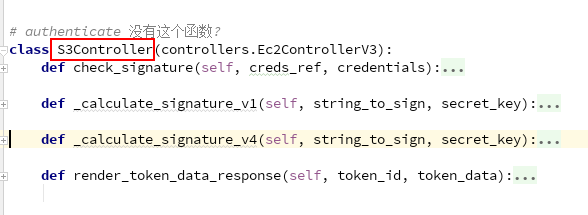 # authenticate 没有这个函数?
class S3Controller(controllers.Ec2ControllerV3):
def check_signature(self, creds_ref, credentials):...
def _calculate_signature_v1(self, string_to_sign, secret_key):...
def _calculate_signature_v4(self, string_to_sign, secret_key):...
def render_token_data_response(self, token_id, token_data):...